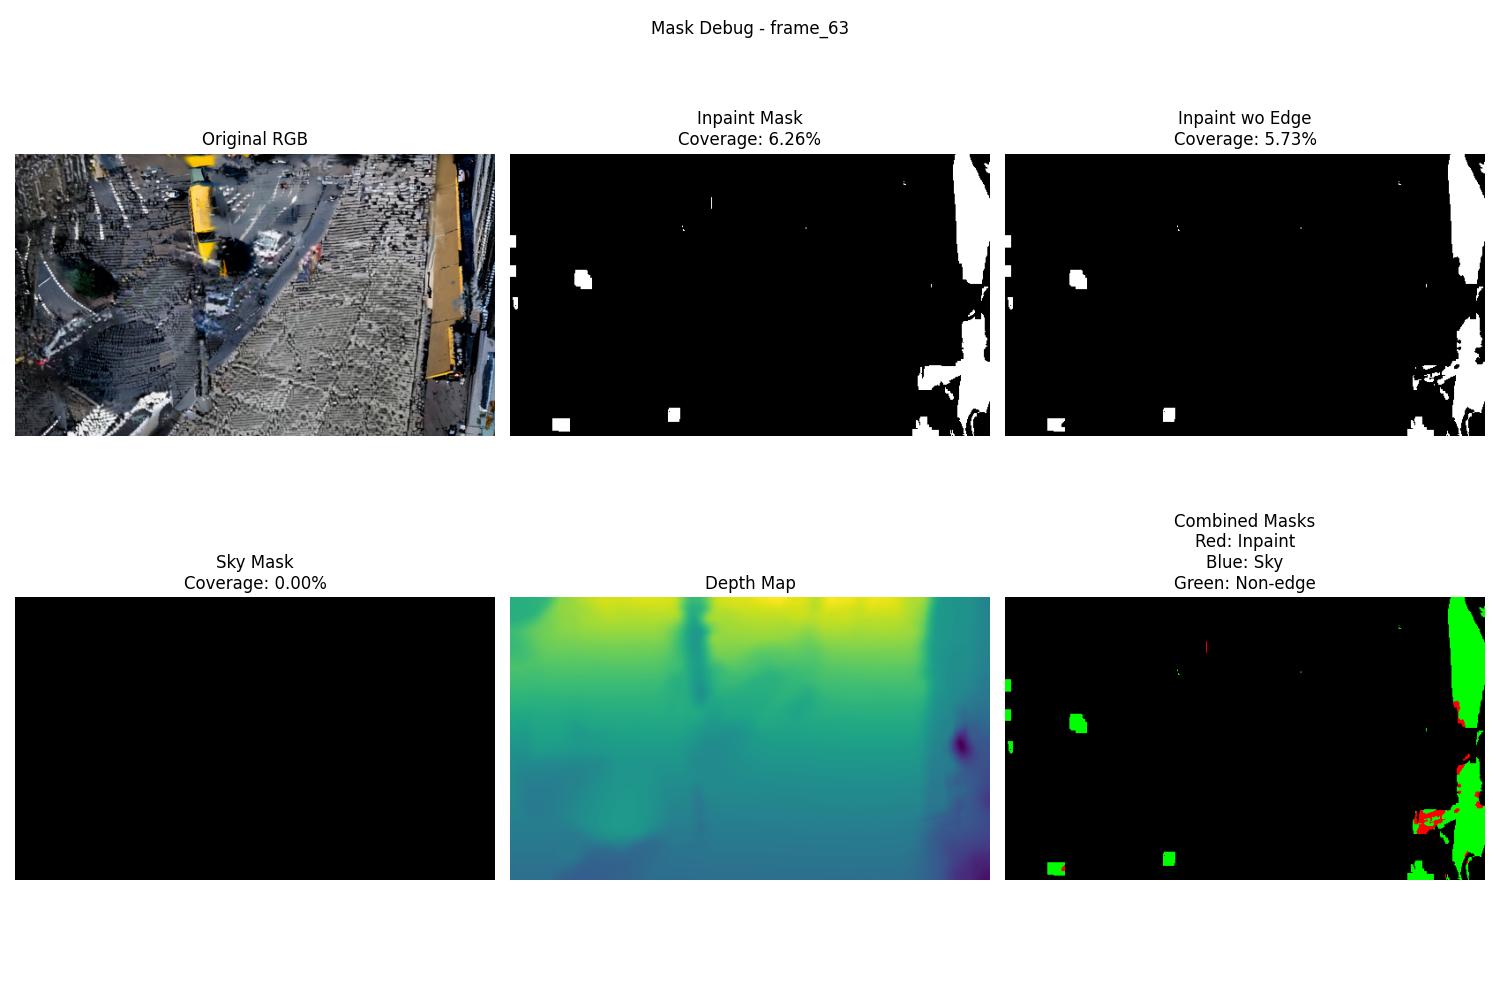 Mask Debug - frame_63
Original RGB
Inpaint Mask
Coverage: 6.26%
Inpaint wo Edge
Coverage: 5.73%
Sky Mask
Coverage: 0.00%
Depth Map
Combined Masks
Red: Inpaint
Blue: Sky
Green: Non-edge